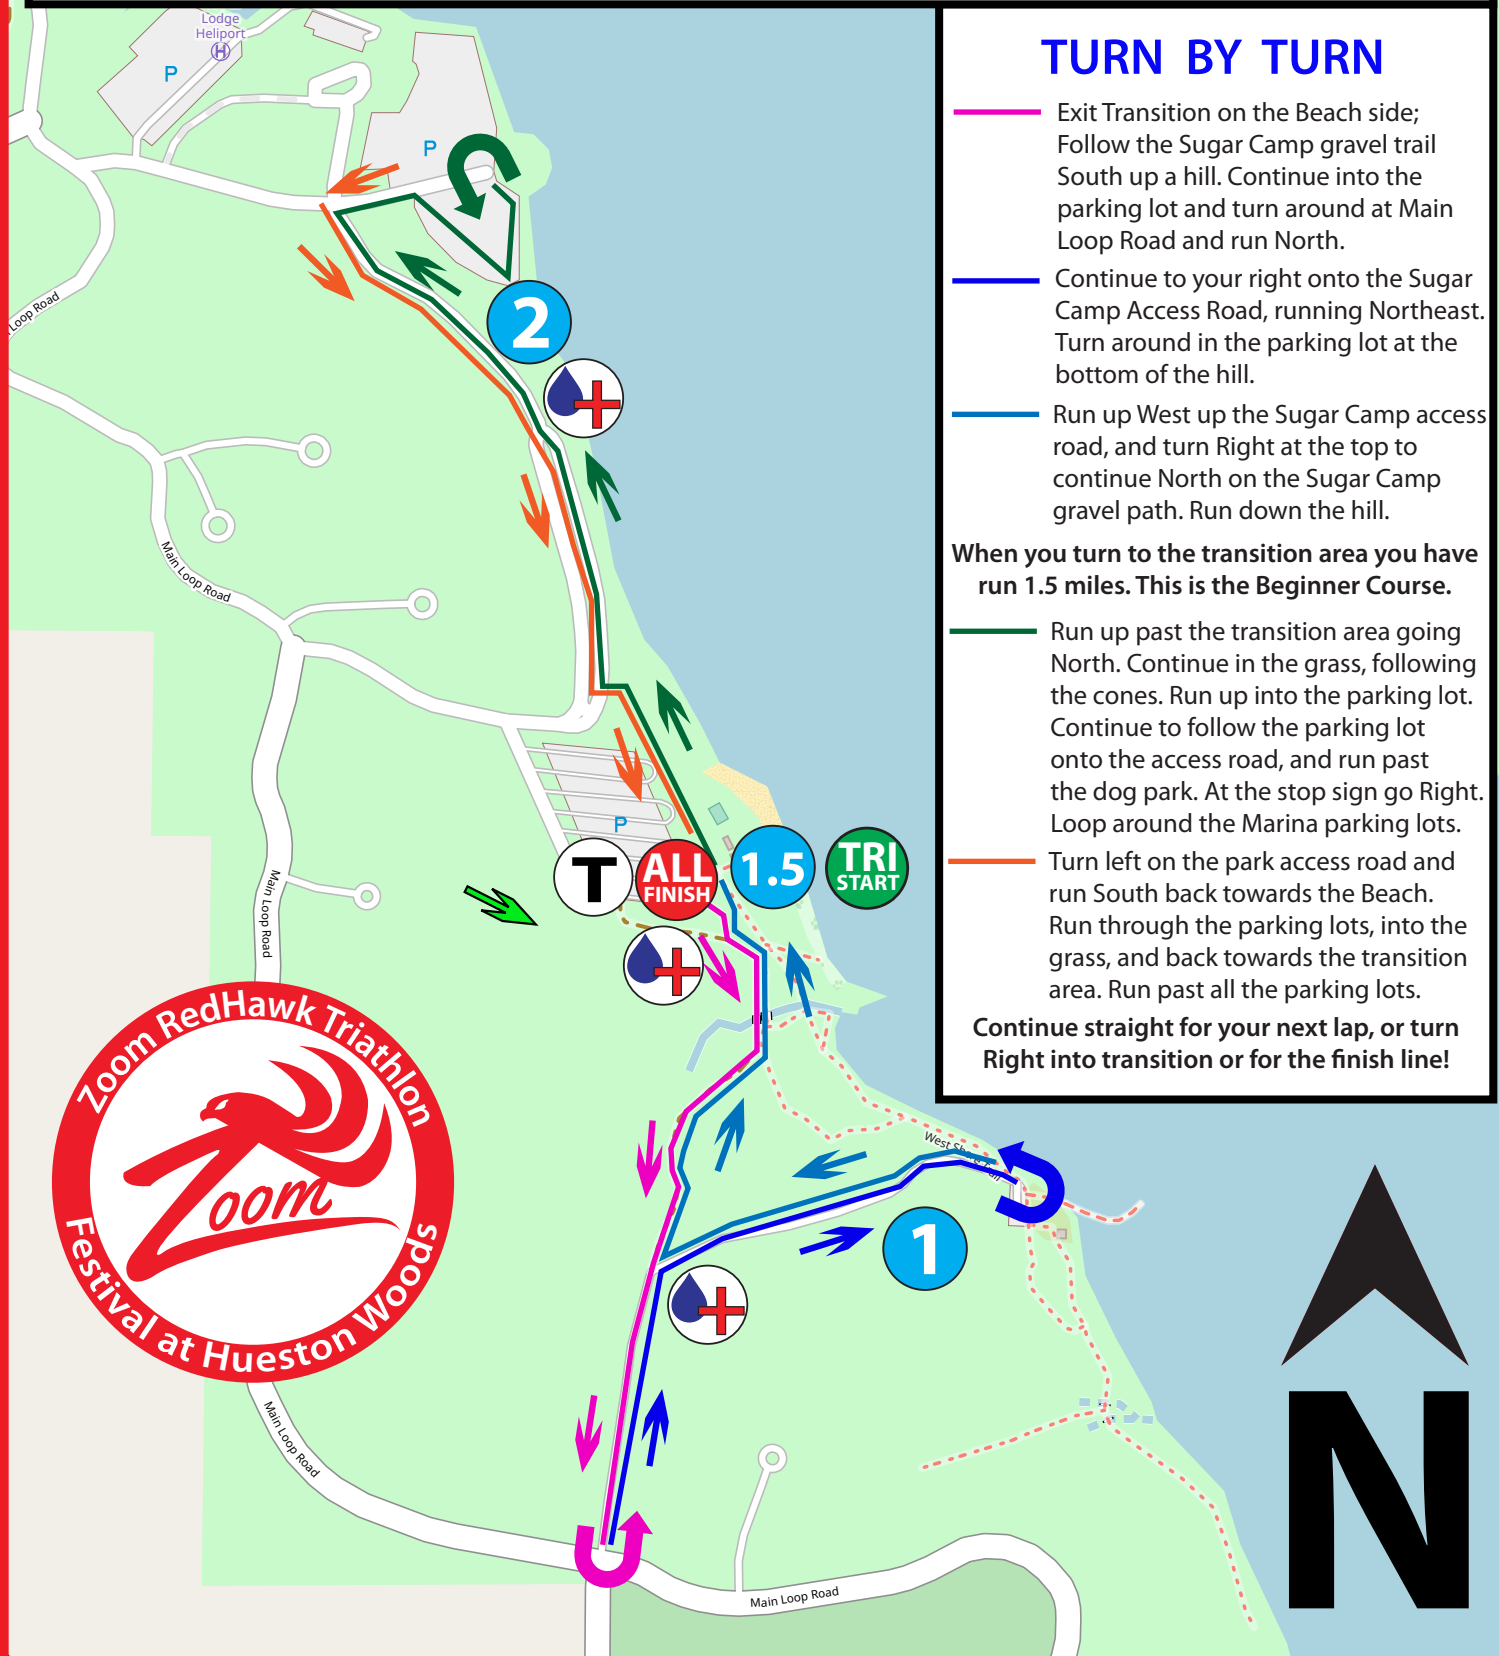 Lodge
Heliport
H
P
P
Loop Road
2
Main Loop Road
P
T
ALL
FINISH
1.5
TRI
START
Main Loop Road
Zoom RedHawk Triathlon
Zoom
Festival at Hueston Woods
1
Main Loop Road
Main Loop Road
N
TURN BY TURN
Exit Transition on the Beach side;
Follow the Sugar Camp gravel trail
South up a hill. Continue into the
parking lot and turn around at Main
Loop Road and run North.
Continue to your right onto the Sugar
Camp Access Road, running Northeast.
Turn around in the parking lot at the
bottom of the hill.
Run up West up the Sugar Camp access
road, and turn Right at the top to
continue North on the Sugar Camp
gravel path. Run down the hill.
When you turn to the transition area you have
run 1.5 miles. This is the Beginner Course.
Run up past the transition area going
North. Continue in the grass, following
the cones. Run up into the parking lot.
Continue to follow the parking lot
onto the access road, and run past
the dog park. At the stop sign go Right.
Loop around the Marina parking lots.
Turn left on the park access road and
run South back towards the Beach.
Run through the parking lots, into the
grass, and back towards the transition
area. Run past all the parking lots.
Continue straight for your next lap, or turn
Right into transition or for the finish line!